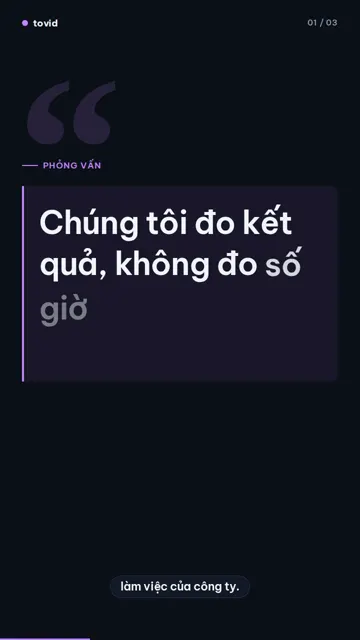 tovid
01 / 03
PHỎNG VẤN
Chúng tôi đo kết
quả, không đo số
giờ
làm việc của công ty.